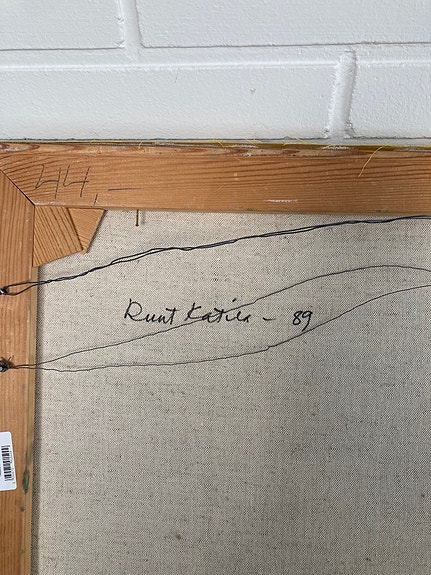 44,-
Runt Katila - 89